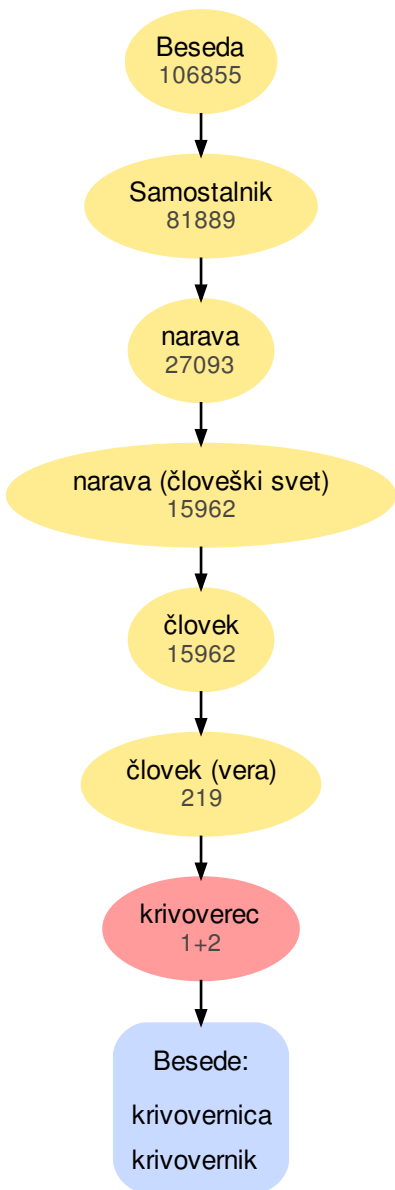 Beseda
106855
Samostalnik
81889
narava
27093
narava (človeški svet)
15962
človek
15962
človek (vera)
219
krivoverec
1+2
Besede:
krivovernica
krivovernik